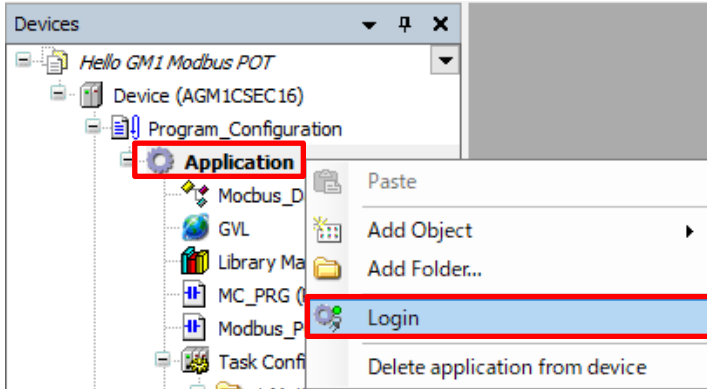 Devices
Hello GM1 Modbus POT
Device (AGM1CSEC16)
Program_Configuration
Application
Mocbus_D
GVL
Library Ma
MC_PRG (
Modbus_P
Task Confi
Paste
Add Object
Add Folder...
Login
Delete application from device